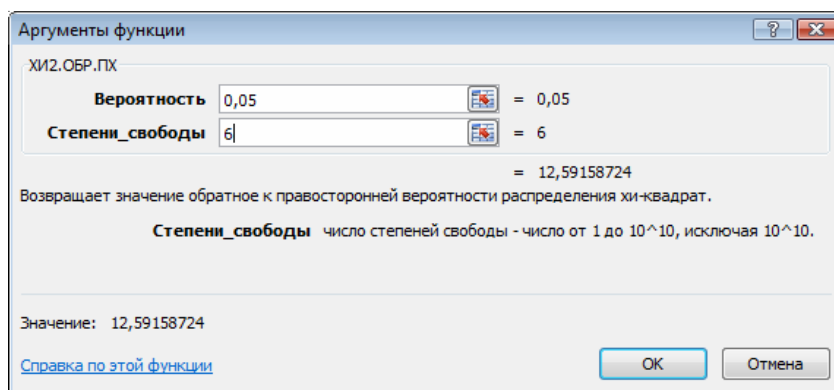 Аргументы функции
ХИ2.ОБР.ПХ
Вероятность 0,05 = 0,05
Степени_свободы 6 = 6
= 12,59158724
Возвращает значение обратное к правосторонней вероятности распределения хи-квадрат.
Степени_свободы число степеней свободы - число от 1 до 10^10, исключая 10^10.
Значение: 12,59158724
Справка по этой функции
ОК
Отмена